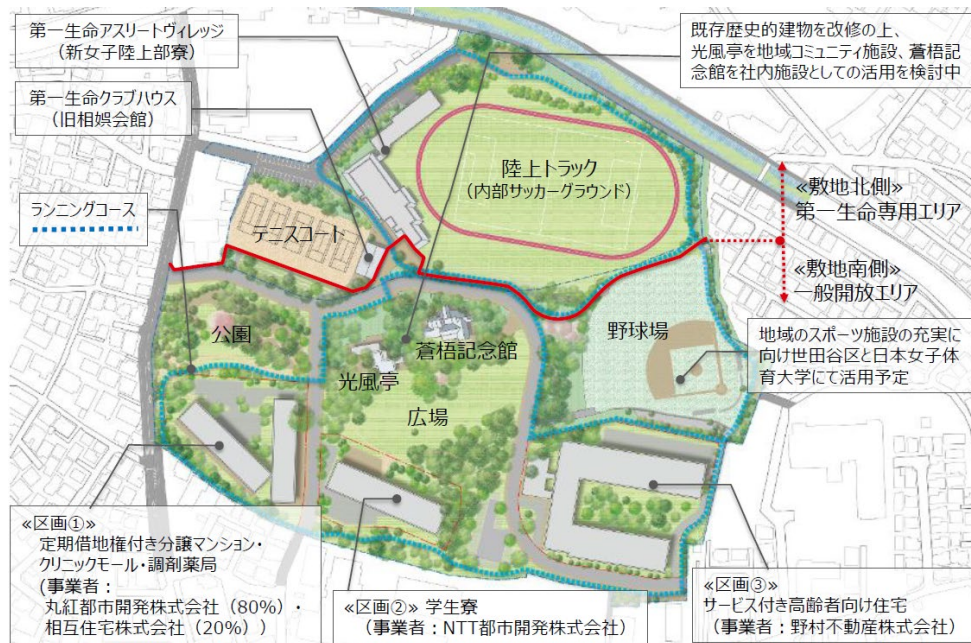 第一生命アスリートヴィレッジ
（新女子陸上部寮）
第一生命クラブハウス
（旧相娯会館）
ランニングコース
既存歴史的建物を改修の上、
光風亭を地域コミュニティ施設、蒼梧記
念館を社内施設としての活用を検討中
陸上トラック
（内部サッカーグラウンド）
テニスコート
≪敷地北側≫
第一生命専用エリア
≪敷地南側≫
一般開放エリア
公園
蒼梧記念館
光風亭
広場
野球場
地域のスポーツ施設の充実に
向け世田谷区と日本女子体
育大学にて活用予定
≪区画①≫
定期借地権付き分譲マンション・
クリニックモール・調剤薬局
（事業者：
丸紅都市開発株式会社（80%）・
相互住宅株式会社（20%））
≪区画②≫ 学生寮
（事業者：NTT都市開発株式会社）
≪区画③≫
サービス付き高齢者向け住宅
（事業者：野村不動産株式会社）